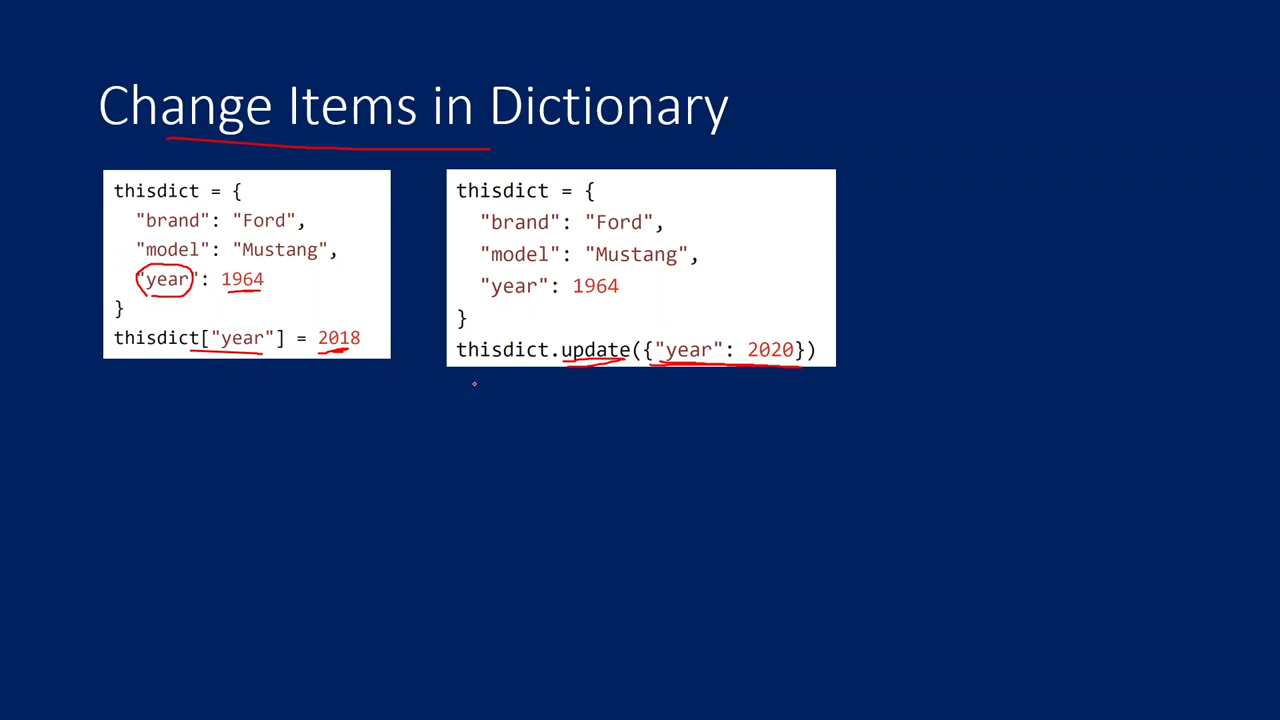 Change Items in Dictionary
thisdict = {
"brand": "Ford",
"model": "Mustang",
"year": 1964
}
thisdict["year"] = 2018
thisdict = {
"brand": "Ford",
"model": "Mustang",
"year": 1964
}
thisdict.update({"year": 2020})